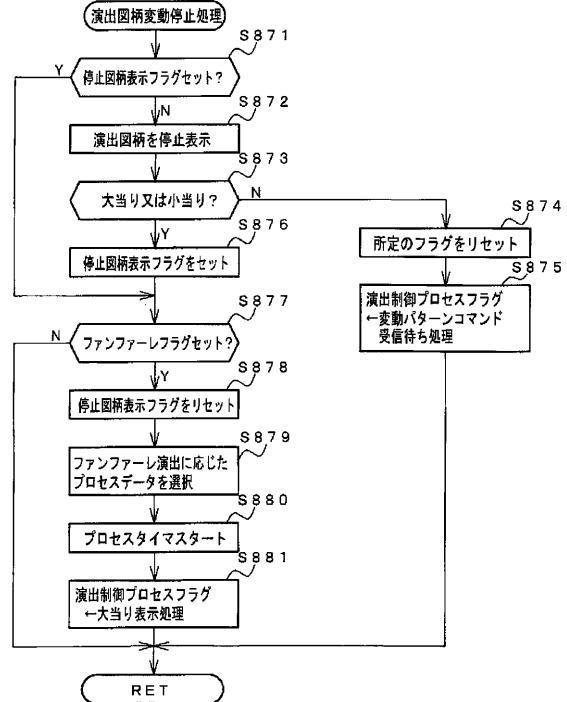 演出図柄変動停止処理
S871
停止図柄表示フラグセット?
Y
N
S872
演出図柄を停止表示
S873
大当り又は小当り?
N
Y
S874
所定のフラグをリセット
S875
演出制御プロセスフラグ
←変動パターンコマンド
受信待ち処理
S876
停止図柄表示フラグをセット
S877
ファンファーレフラグセット?
N
Y
S878
停止図柄表示フラグをリセット
S879
ファンファーレ演出に応じた
プロセスデータを選択
S880
プロセスタイマスタート
S881
演出制御プロセスフラグ
←大当り表示処理
RET